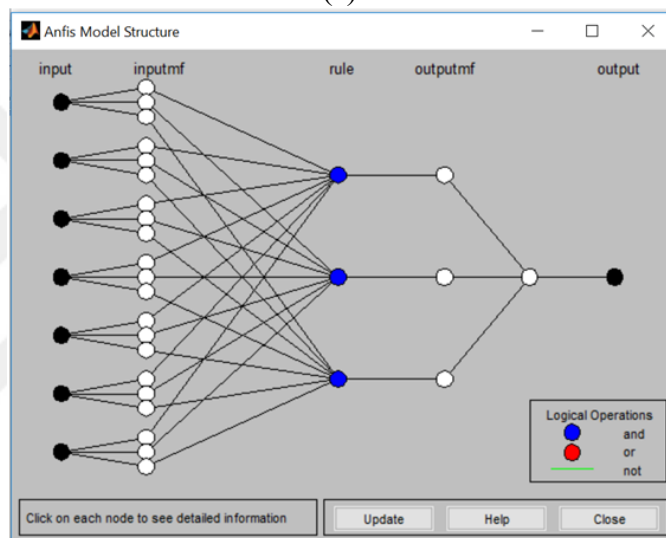 Anfis Model Structure
input inputmf rule outputmf output
Logical Operations
and
or
not
Click on each node to see detailed information
Update Help Close